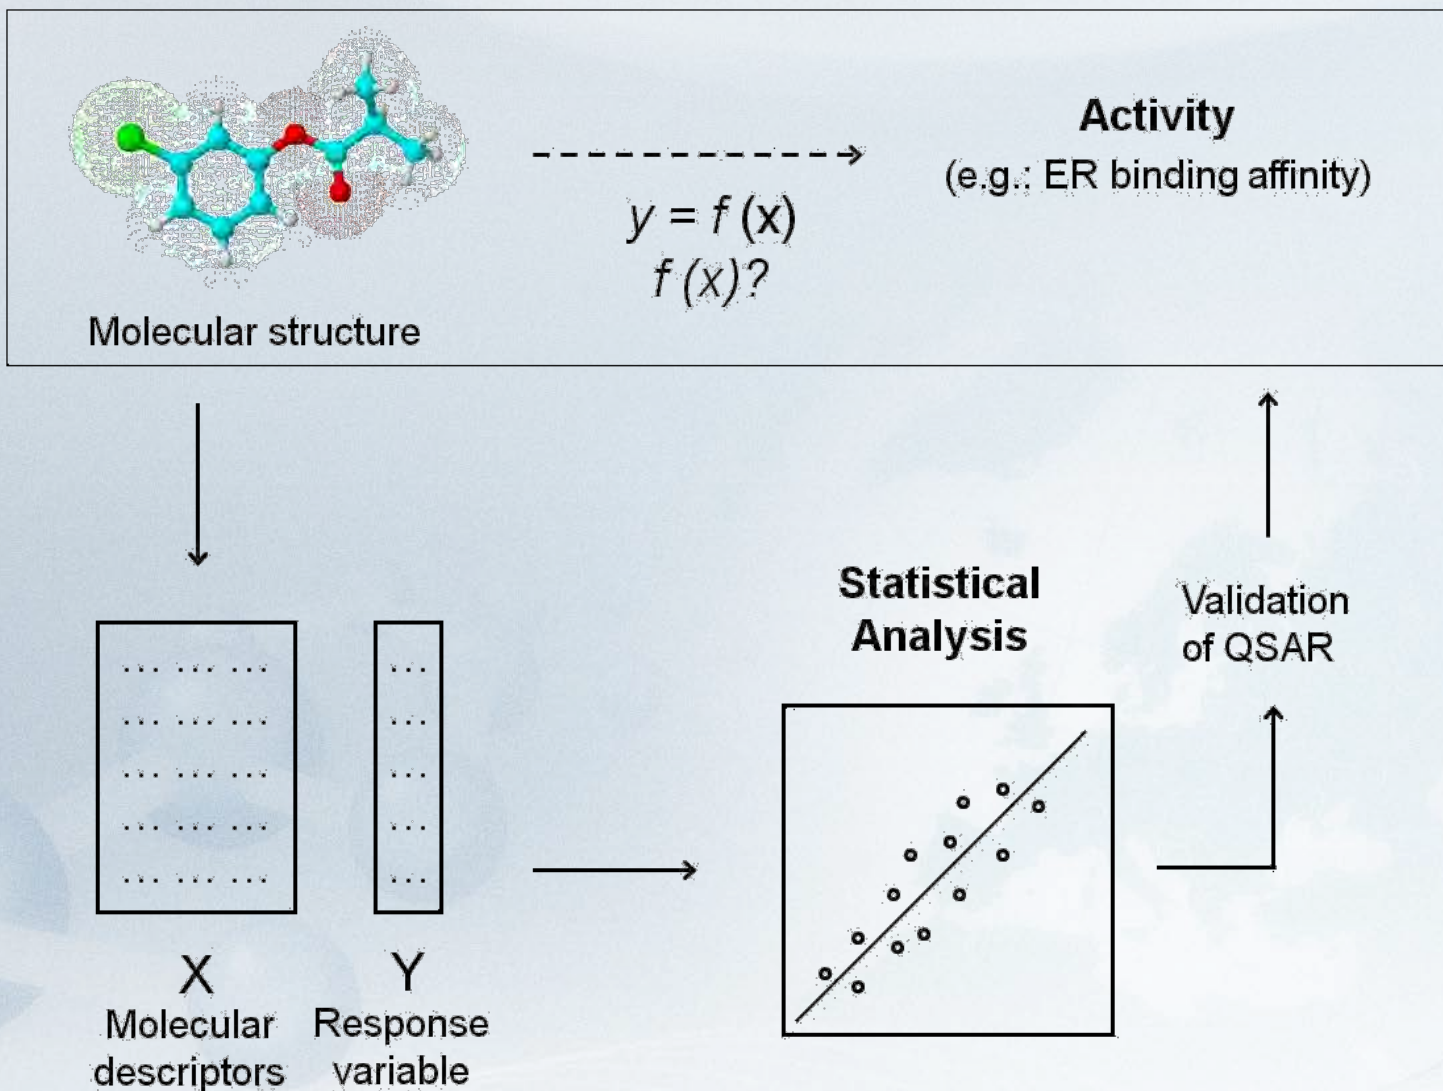 Activity
(e.g.: ER binding affinity)
y = f (x)
f (x)?
Molecular structure
Statistical
Analysis
Validation
of QSAR
... ... ... ...
... ... ... ...
... ... ... ...
... ... ... ...
... ... ... ...
X Y
Molecular Response
descriptors variable